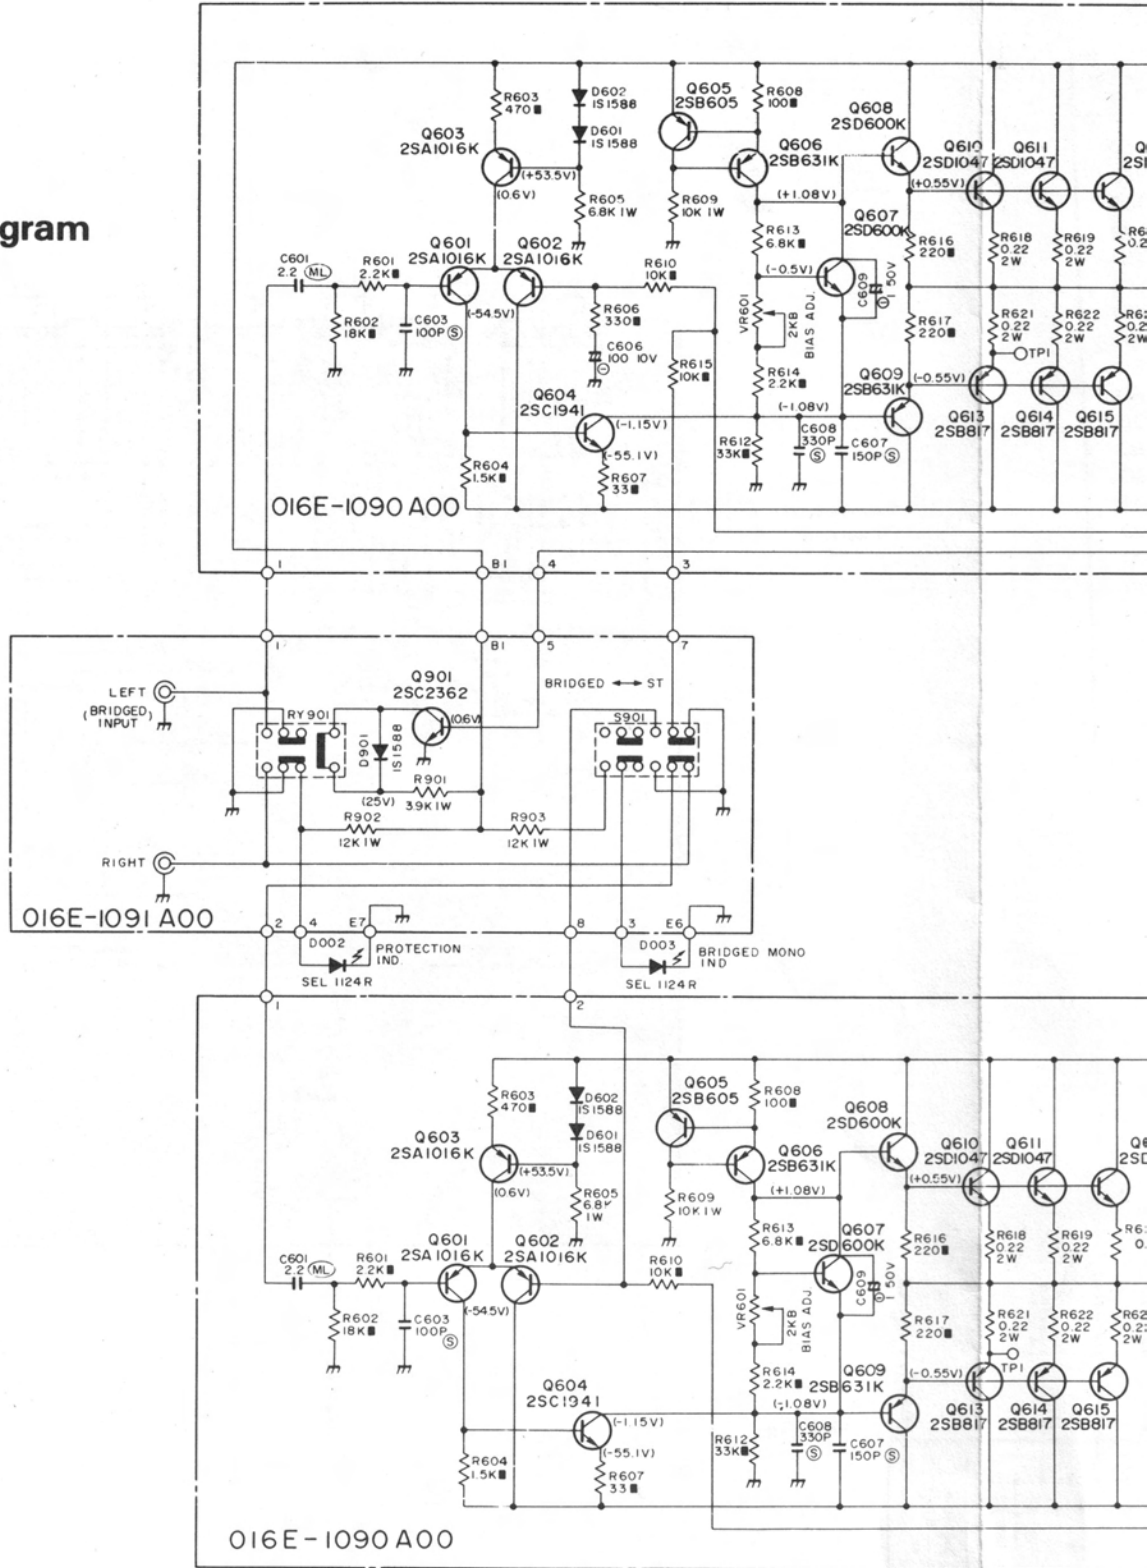 gram
R603
470
D602
IS1588
D601
IS1588
Q603
2SA1016K
(+53.5V)
(0.6V)
R605
6.8K 1W
Q605
2SB605
R608
100
Q606
2SB631K
R609
10K 1W
(+1.08V)
Q608
2SD600K
Q610
2SD1047
Q611
2SD1047
(+0.55V)
Q607
2SD600K
R613
6.8K
(-0.5V)
C609
1 50V
R616
220
R618
0.22
2W
R619
0.22
2W
C601
2.2 ML
R601
2.2K
Q601
2SA1016K
Q602
2SA1016K
R610
10K
R602
18K
C603
100P S
(-54.5V)
R606
330
C606
100 10V
VR601
2KB
BIAS ADJ.
R617
220
R621
0.22
2W
R622
0.22
2W
TP1
R615
10K
R614
2.2K
Q609
2SB631K
(-0.55V)
(-1.08V)
Q604
2SC1941
(-1.15V)
(-55.1V)
Q613
2SB817
Q614
2SB817
Q615
2SB817
R612
33K
C608
330P
S
C607
150P S
R604
1.5K
R607
33
016E-1090 A00
1
B1
4
3
1
B1
5
7
LEFT
(BRIDGED)
INPUT
RY901
D901
IS1588
Q901
2SC2362
(0.6V)
BRIDGED ↔ ST
S901
(25V)
R901
3.9K 1W
R902
12K 1W
R903
12K 1W
RIGHT
016E-1091 A00
2
4
E7
8
3
E6
D002
PROTECTION
IND.
SEL 1124R
D003
BRIDGED MONO
IND
SEL 1124R
1
2
R603
470
D602
IS1588
D601
IS1588
Q603
2SA1016K
(+53.5V)
(0.6V)
R605
6.8K
1W
Q605
2SB605
R608
100
Q606
2SB631K
R609
10K 1W
(+1.08V)
Q608
2SD600K
Q610
2SD1047
Q611
2SD1047
(+0.55V)
R613
6.8K
Q607
2SD600K
C609
1 50V
R616
220
R618
0.22
2W
R619
0.22
2W
C601
2.2 ML
R601
2.2K
Q601
2SA1016K
Q602
2SA1016K
R610
10K
R602
18K
C603
100P
S
(-54.5V)
VR601
2KB
BIAS ADJ.
R617
220
R621
0.22
2W
R622
0.22
2W
TP1
R614
2.2K
Q609
2SB631K
(-0.55V)
(-1.08V)
Q604
2SC1941
(-1.15V)
(-55.1V)
Q613
2SB817
Q614
2SB817
Q615
2SB817
R612
33K
C608
330P
S
C607
150P S
R604
1.5K
R607
33
016E-1090 A00